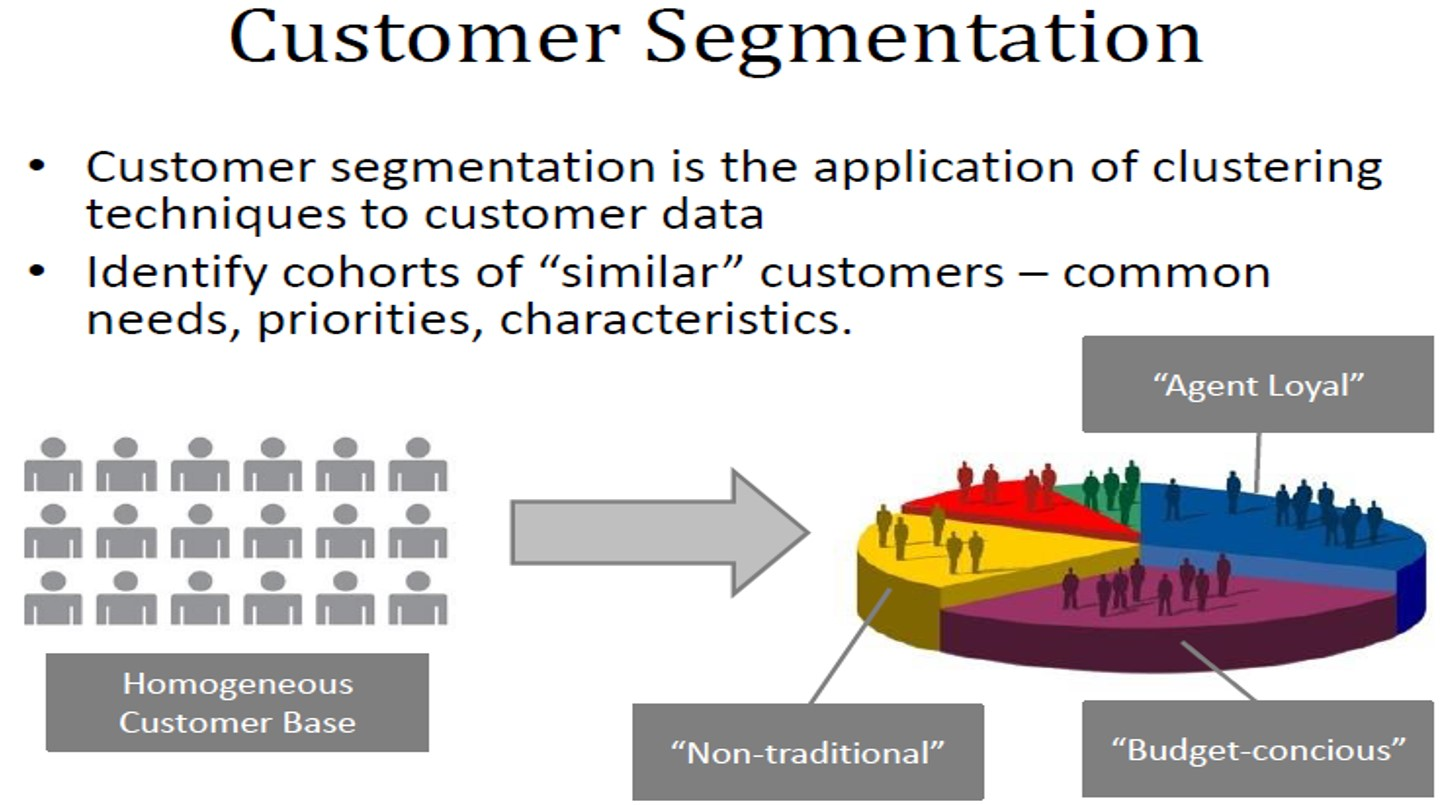 Customer Segmentation
• Customer segmentation is the application of clustering
techniques to customer data
• Identify cohorts of “similar” customers – common
needs, priorities, characteristics.
“Agent Loyal”
Homogeneous
Customer Base
“Non-traditional”
“Budget-concious”